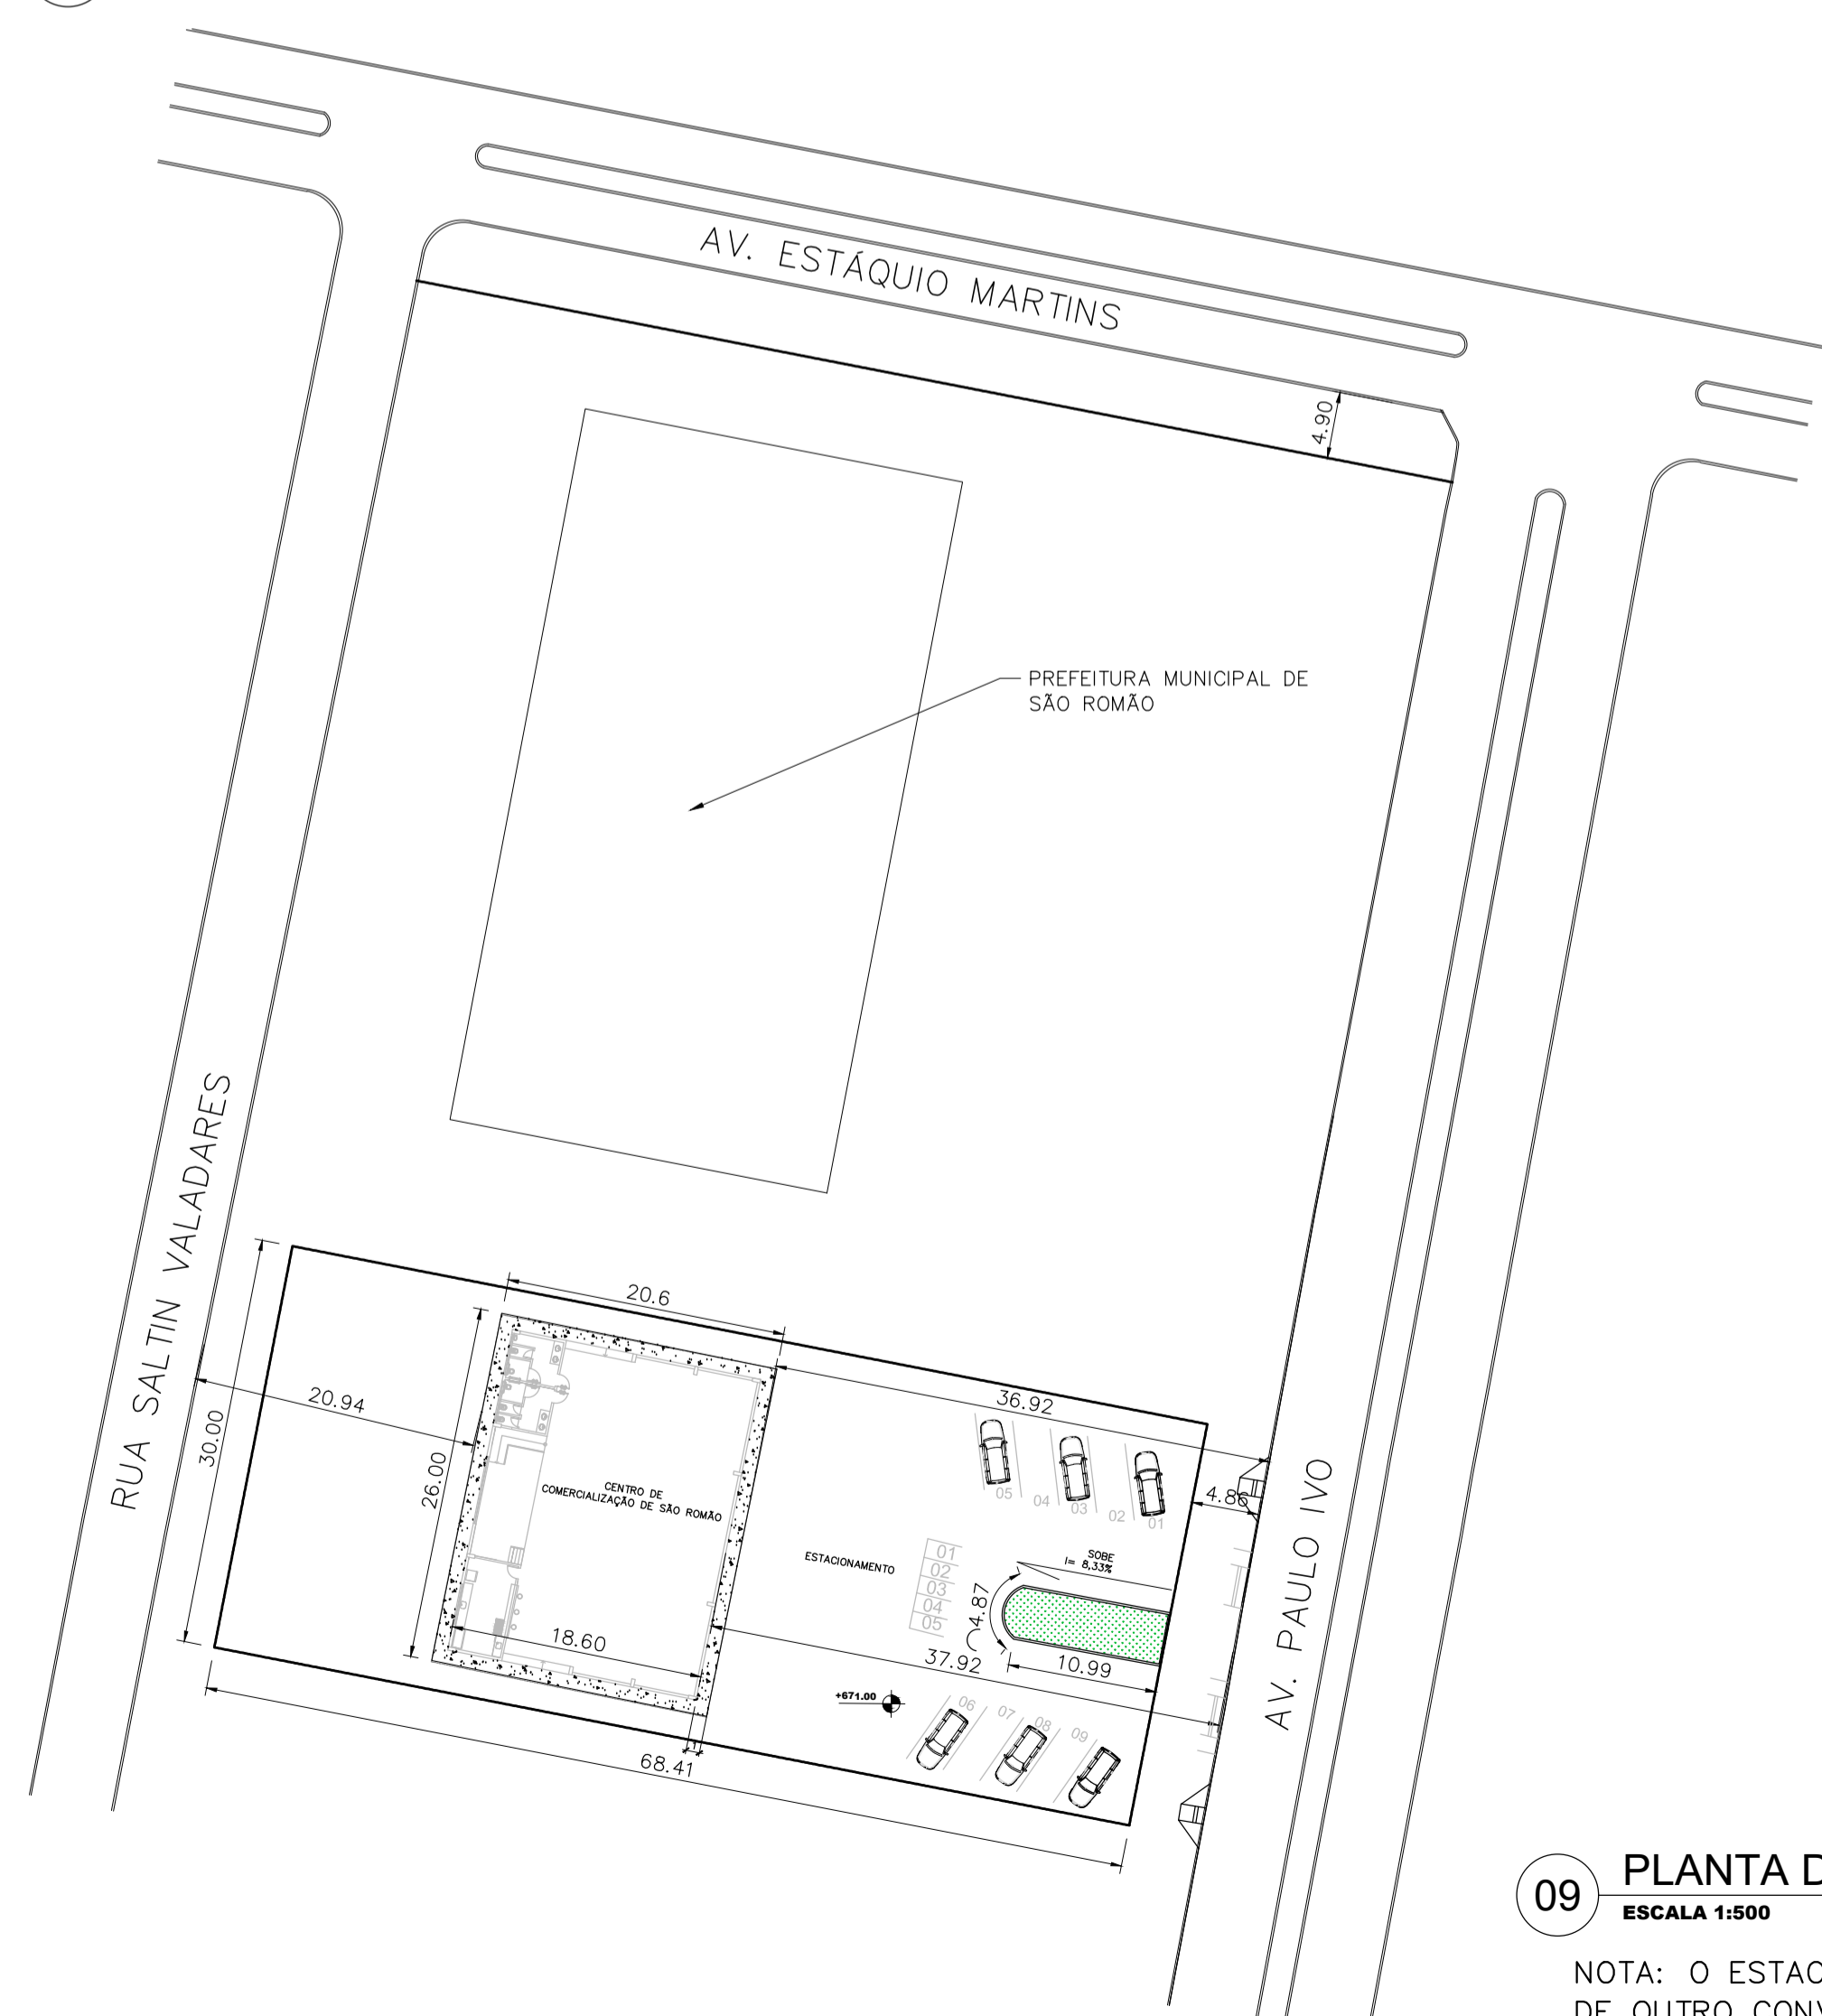 AV. ESTÁQUIO MARTINS
4.90
PREFEITURA MUNICIPAL DE
SÃO ROMÃO
RUA SALTIN VALADARES
20.6
36.92
20.94
30.00
26.00
CENTRO DE
COMERCIALIZAÇÃO DE SÃO ROMÃO
05
04
03
02
01
4.86
ESTACIONAMENTO
01
02
03
04
05
SOBE
I= 8,33%
4.87
18.60
37.92
10.99
+671.00
06
07
08
09
1
68.41
AV. PAULO IVO
09
PLANTA D
ESCALA 1:500
NOTA: O ESTAC
DE OUTRO CONV